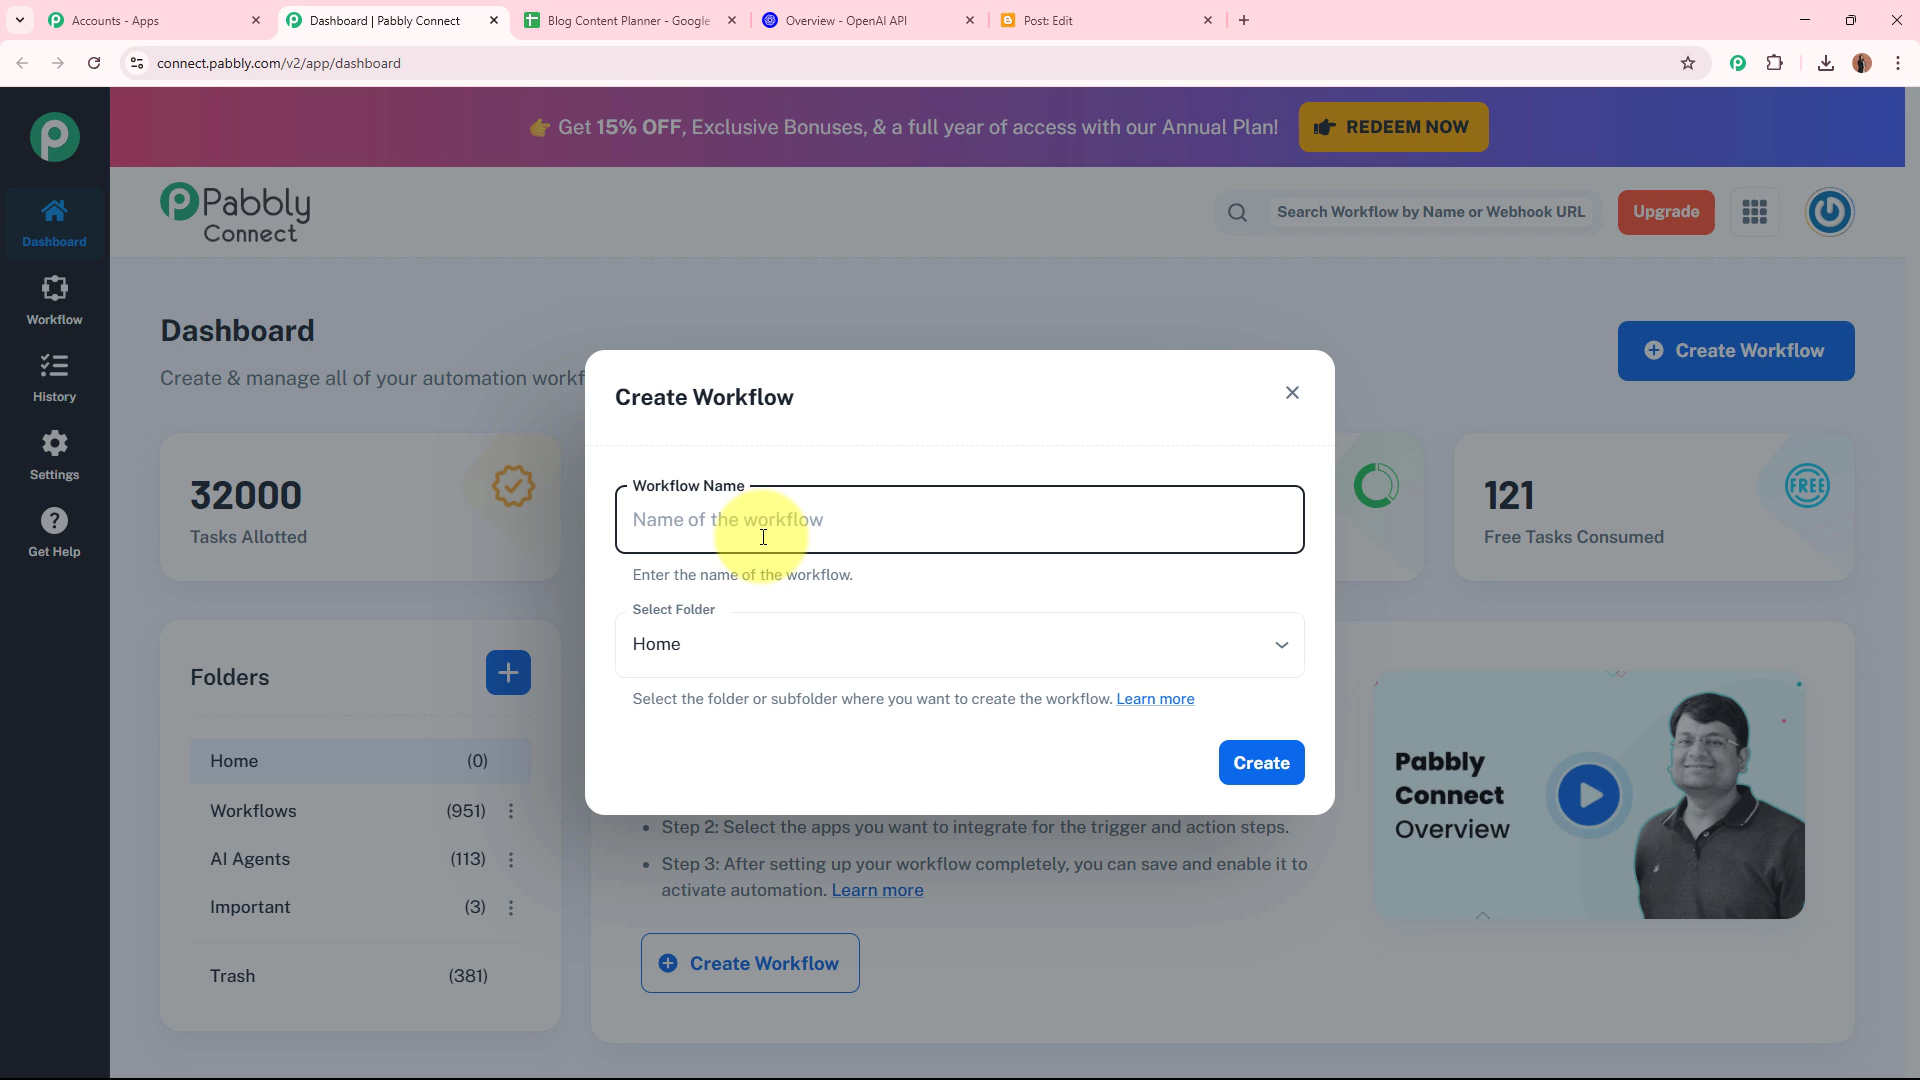 Accounts - Apps
Dashboard | Pabbly Connect
Blog Content Planner - Google
Overview - OpenAI API
Post: Edit
connect.pabbly.com/v2/app/dashboard
Get 15% OFF, Exclusive Bonuses, & a full year of access with our Annual Plan!
REDEEM NOW
Pabbly
Connect
Search Workflow by Name or Webhook URL
Upgrade
Dashboard
Workflow
History
Settings
Get Help
Dashboard
Create & manage all of your automation workf
Create Workflow
32000
Tasks Allotted
121
FREE
Free Tasks Consumed
Create Workflow
Workflow Name
Name of the workflow
Enter the name of the workflow.
Select Folder
Home
Select the folder or subfolder where you want to create the workflow. Learn more
Create
Folders
Home (0)
Workflows (951)
AI Agents (113)
Important (3)
Trash (381)
Step 2: Select the apps you want to integrate for the trigger and action steps.
Step 3: After setting up your workflow completely, you can save and enable it to
activate automation. Learn more
Create Workflow
Pabbly
Connect
Overview